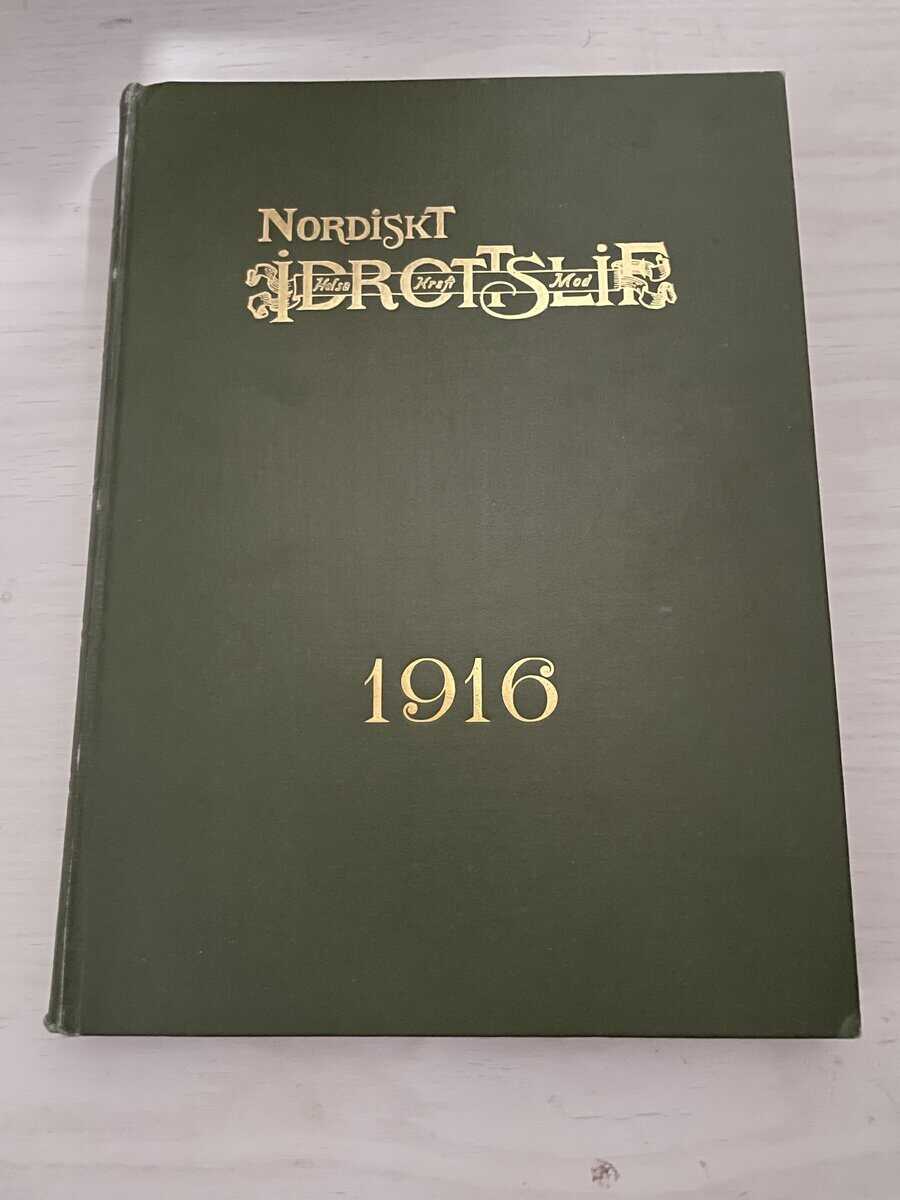 NORDISKT
IDROTTSLIF
Helsa Kraft Mod
1916